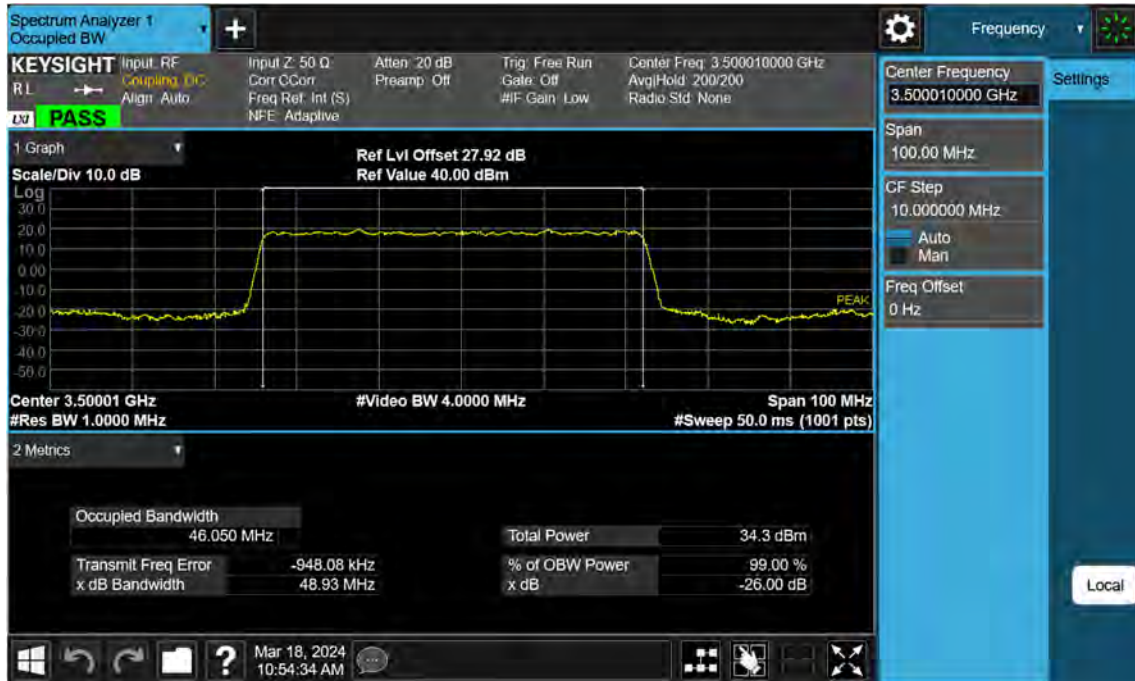 Spectrum Analyzer 1
Occupied BW
+
Frequency
KEYSIGHT
RL
LXI PASS
Input: RF
Coupling: DC
Align: Auto
Input Z: 50 Ω
Corr CCorr
Freq Ref: Int (S)
NFE: Adaptive
Atten: 20 dB
Preamp: Off
Trig: Free Run
Gate: Off
#IF Gain: Low
Center Freq: 3.500010000 GHz
Avg|Hold: 200/200
Radio Std: None
1 Graph
Scale/Div 10.0 dB
Ref Lvl Offset 27.92 dB
Ref Value 40.00 dBm
Log
30.0
20.0
10.0
0.00
-10.0
-20.0
-30.0
-40.0
-50.0
PEAK
Center 3.50001 GHz
#Video BW 4.0000 MHz
Span 100 MHz
#Res BW 1.0000 MHz
#Sweep 50.0 ms (1001 pts)
2 Metrics
Occupied Bandwidth
46.050 MHz
Total Power 34.3 dBm
Transmit Freq Error -948.08 kHz
% of OBW Power 99.00 %
x dB Bandwidth 48.93 MHz
x dB -26.00 dB
Center Frequency
3.500010000 GHz
Settings
Span
100.00 MHz
CF Step
10.000000 MHz
Auto
Man
Freq Offset
0 Hz
Local
?
Mar 18, 2024
10:54:34 AM